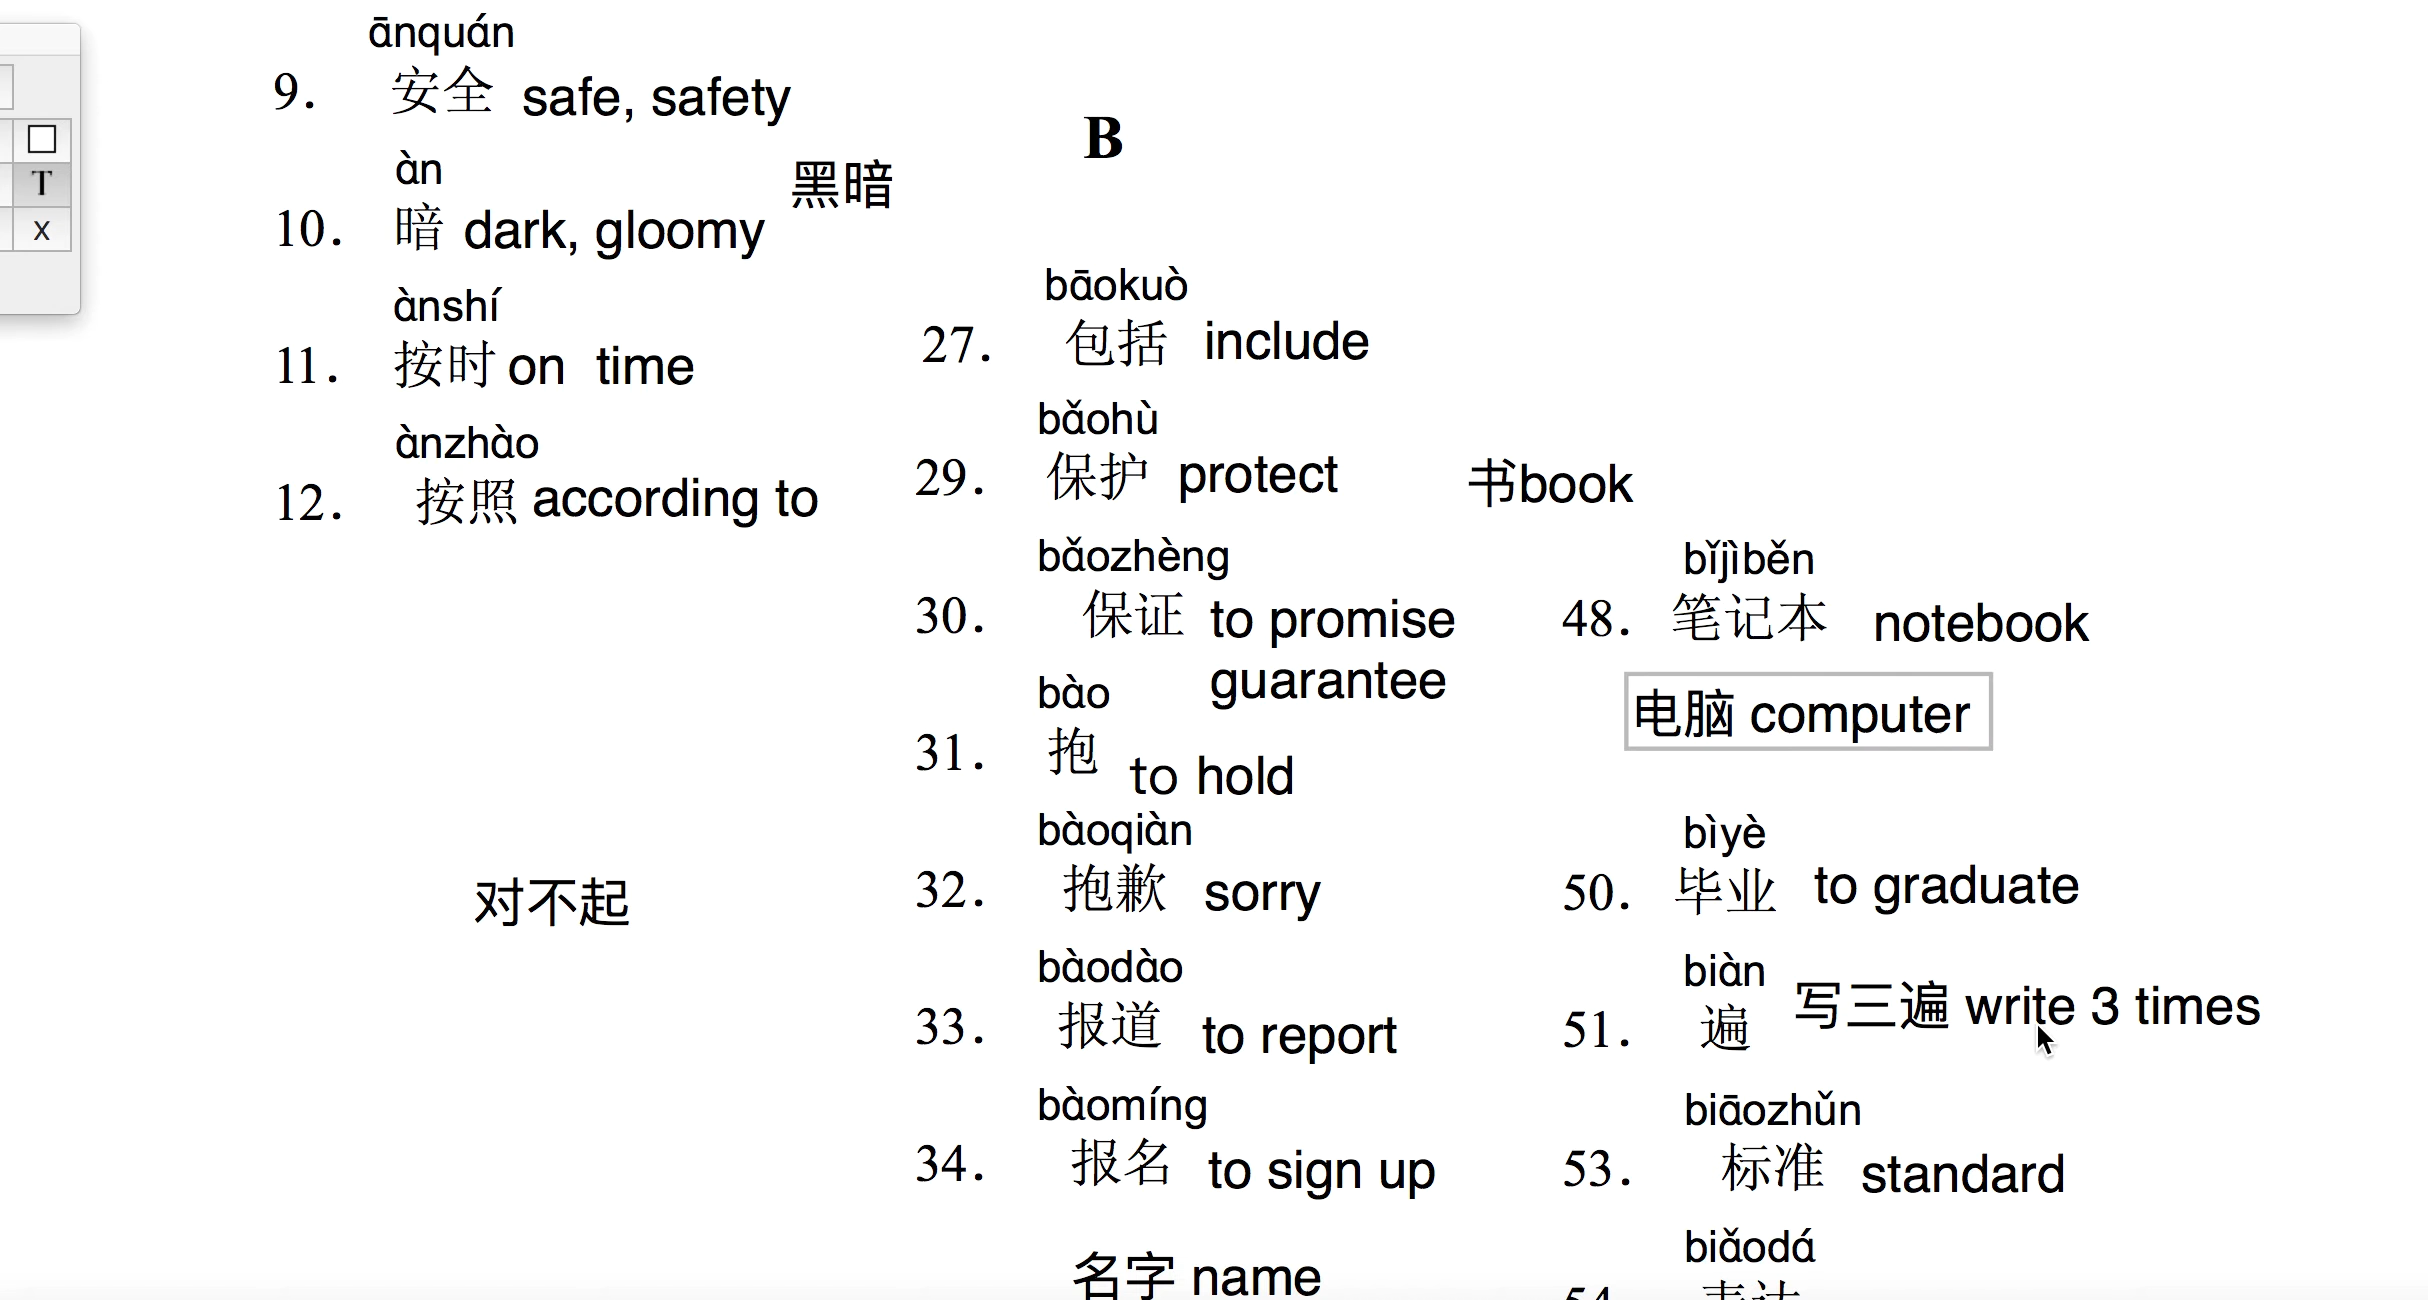 T
x
ānquán
9. 安全 safe, safety
àn
黑暗
10. 暗 dark, gloomy
ànshí
11. 按时 on time
ànzhào
12. 按照 according to
对不起
B
bāokuò
27. 包括 include
bǎohù
29. 保护 protect
bǎozhèng
30. 保证 to promise
guarantee
bào
31. 抱 to hold
bàoqiàn
32. 抱歉 sorry
bàodào
33. 报道 to report
bàomíng
34. 报名 to sign up
名字 name
书book
bǐjìběn
48. 笔记本 notebook
电脑 computer
bìyè
50. 毕业 to graduate
biàn
51. 遍 写三遍 write 3 times
biāozhǔn
53. 标准 standard
biǎodá
54. 表达